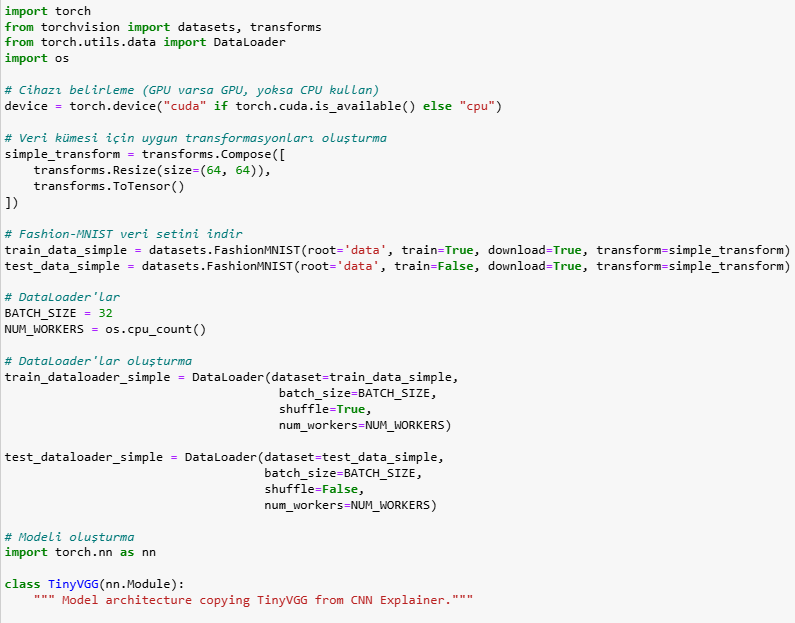 import torch
from torchvision import datasets, transforms
from torch.utils.data import DataLoader
import os

# Cihazı belirleme (GPU varsa GPU, yoksa CPU kullan)
device = torch.device("cuda" if torch.cuda.is_available() else "cpu")

# Veri kümesi için uygun transformasyonları oluşturma
simple_transform = transforms.Compose([
    transforms.Resize(size=(64, 64)),
    transforms.ToTensor()
])

# Fashion-MNIST veri setini indir
train_data_simple = datasets.FashionMNIST(root='data', train=True, download=True, transform=simple_transform)
test_data_simple = datasets.FashionMNIST(root='data', train=False, download=True, transform=simple_transform)

# DataLoader'lar
BATCH_SIZE = 32
NUM_WORKERS = os.cpu_count()

# DataLoader'lar oluşturma
train_dataloader_simple = DataLoader(dataset=train_data_simple,
                                     batch_size=BATCH_SIZE,
                                     shuffle=True,
                                     num_workers=NUM_WORKERS)

test_dataloader_simple = DataLoader(dataset=test_data_simple,
                                    batch_size=BATCH_SIZE,
                                    shuffle=False,
                                    num_workers=NUM_WORKERS)

# Modeli oluşturma
import torch.nn as nn

class TinyVGG(nn.Module):
    """ Model architecture copying TinyVGG from CNN Explainer."""